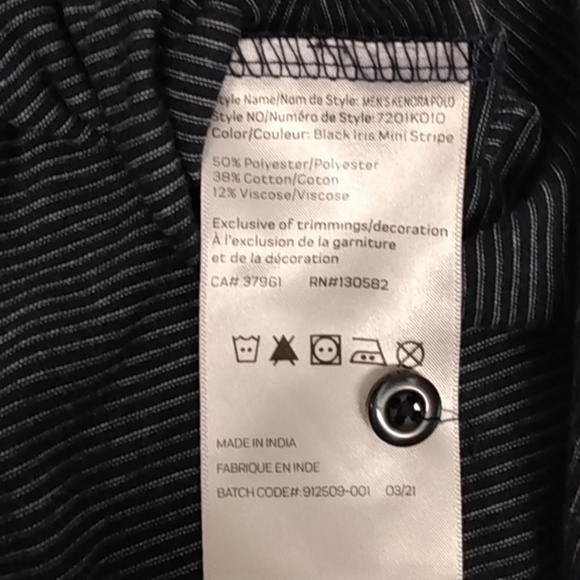 Style Name/Nom de Style: MEN'S KENORA POLO
Style NO/Numéro de Style: 7201K010
Color/Couleur: Black Iris Mini Stripe
50% Polyester/Polyester
38% Cotton/Coton
12% Viscose/Viscose
Exclusive of trimmings/decoration
À l'exclusion de la garniture
et de la décoration
CA# 37961 RN#130582
MADE IN INDIA
FABRIQUE EN INDE
BATCH CODE#: 912509-001 03/21